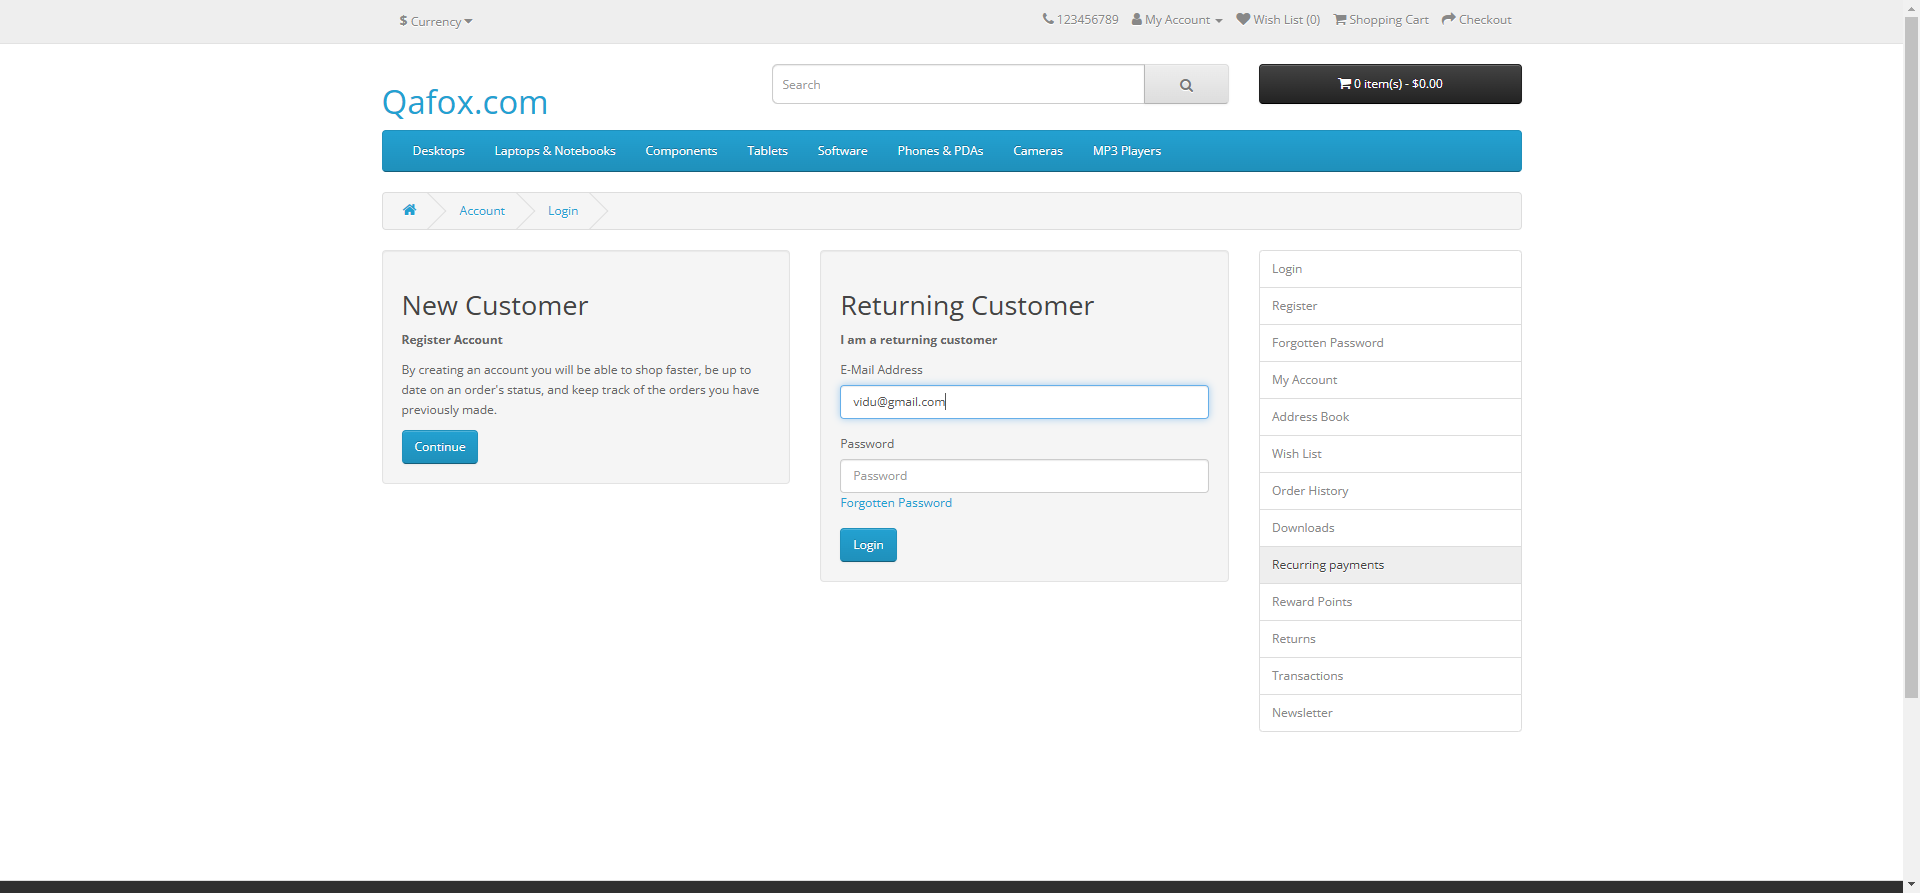 $ Currency
123456789 My Account Wish List (0) Shopping Cart Checkout
Qafox.com
Search
0 item(s) - $0.00
Desktops Laptops & Notebooks Components Tablets Software Phones & PDAs Cameras MP3 Players
Account Login
New Customer
Register Account
By creating an account you will be able to shop faster, be up to
date on an order's status, and keep track of the orders you have
previously made.
Continue
Returning Customer
I am a returning customer
E-Mail Address
vidu@gmail.com
Password
Password
Forgotten Password
Login
Login
Register
Forgotten Password
My Account
Address Book
Wish List
Order History
Downloads
Recurring payments
Reward Points
Returns
Transactions
Newsletter